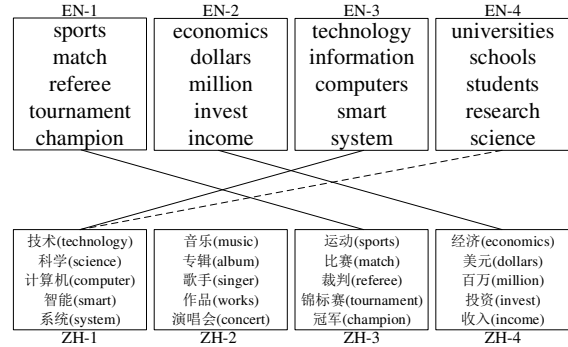 EN-1 EN-2 EN-3 EN-4
sports economics technology universities
match dollars information schools
referee million computers students
tournament invest smart research
champion income system science
技术(technology) 音乐(music) 运动(sports) 经济(economics)
科学(science) 专辑(album) 比赛(match) 美元(dollars)
计算机(computer) 歌手(singer) 裁判(referee) 百万(million)
智能(smart) 作品(works) 锦标赛(tournament) 投资(invest)
系统(system) 演唱会(concert) 冠军(champion) 收入(income)
ZH-1 ZH-2 ZH-3 ZH-4